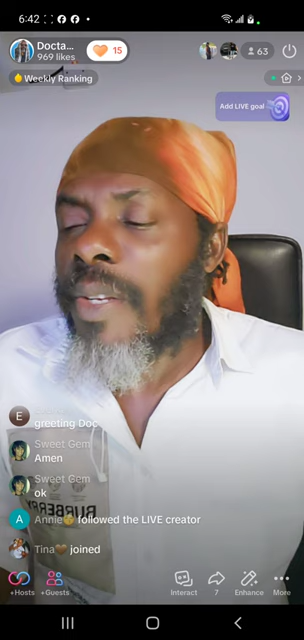 6:42
Docta...
969 likes
15
63
Weekly Ranking
Add LIVE goal
E
greeting Doc
Sweet Gem
Amen
Sweet Gem
ok
A
Annie followed the LIVE creator
Tina joined
BURBERRY
+Hosts
+Guests
Interact
7
Enhance
More